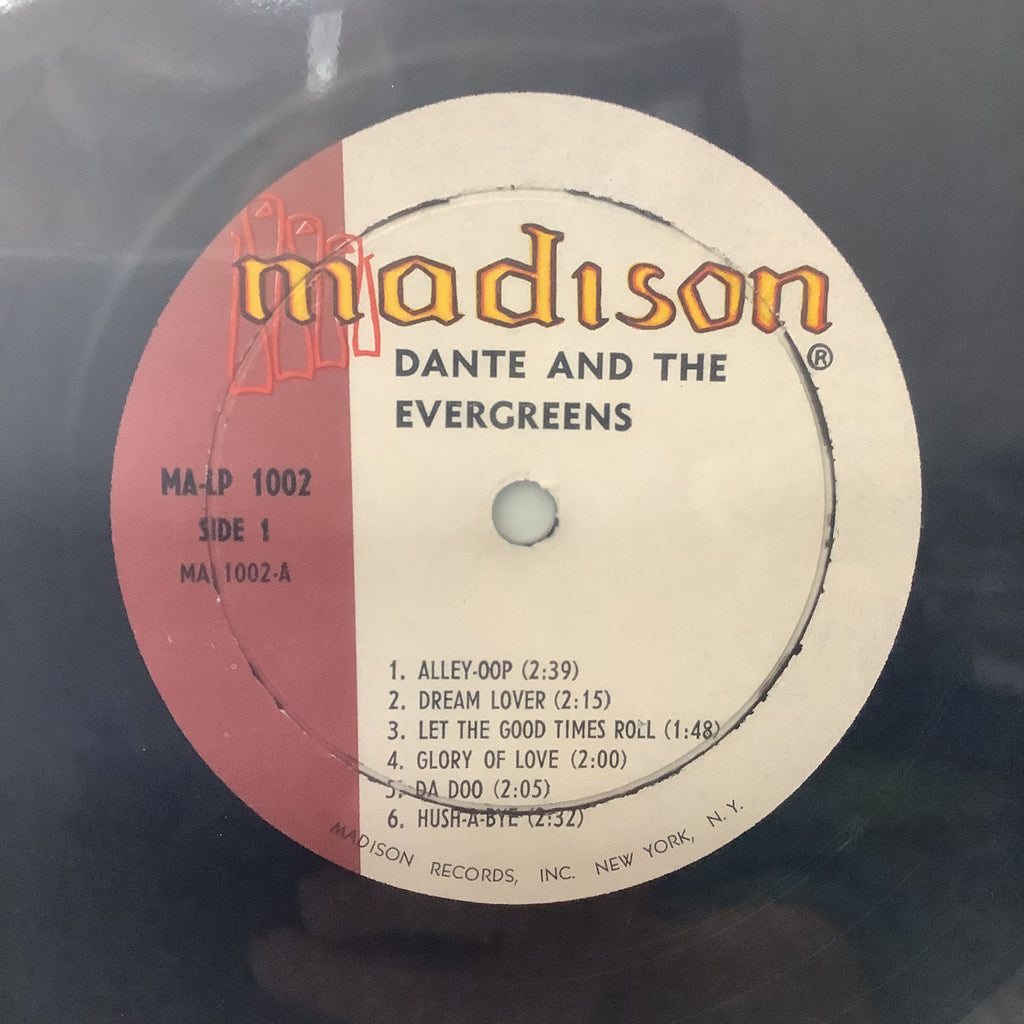 madison
®
DANTE AND THE
EVERGREENS
MA-LP 1002
SIDE 1
MA 1002-A
1. ALLEY-OOP (2:39)
2. DREAM LOVER (2:15)
3. LET THE GOOD TIMES ROLL (1:48)
4. GLORY OF LOVE (2:00)
5. DA DOO (2:05)
6. HUSH-A-BYE (2:32)
MADISON RECORDS, INC. NEW YORK, N.Y.